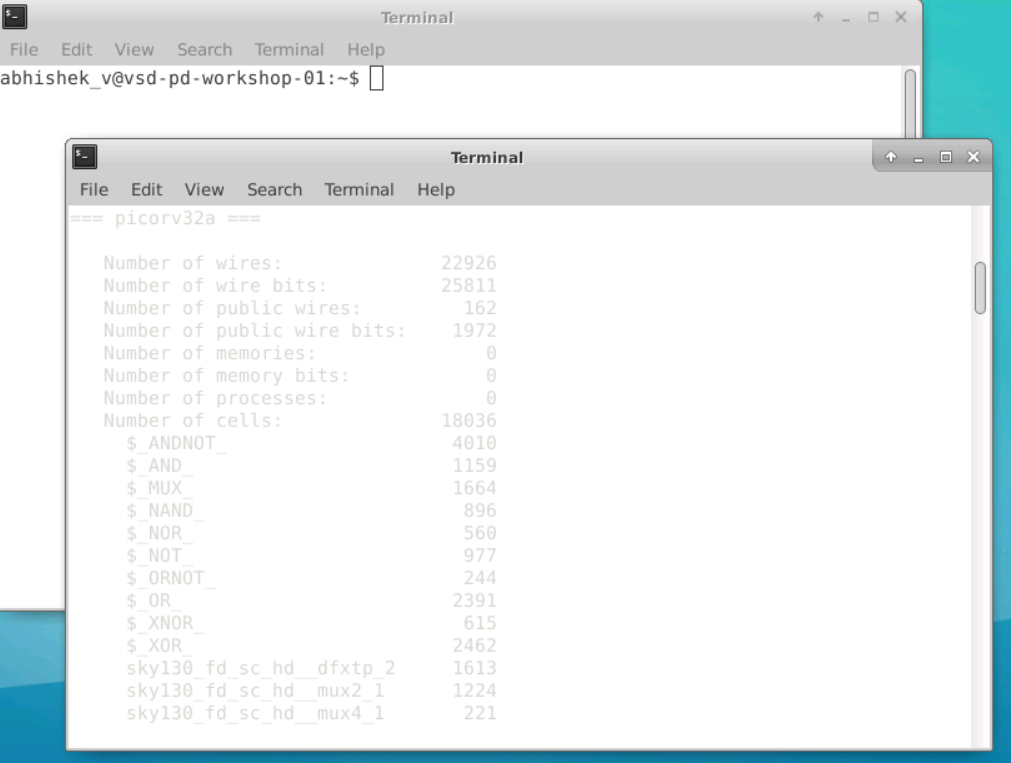 Terminal
File Edit View Search Terminal Help
abhishek_v@vsd-pd-workshop-01:~$
Terminal
File Edit View Search Terminal Help
=== picorv32a ===
Number of wires: 22926
Number of wire bits: 25811
Number of public wires: 162
Number of public wire bits: 1972
Number of memories: 0
Number of memory bits: 0
Number of processes: 0
Number of cells: 18036
$_ANDNOT_ 4010
$_AND_ 1159
$_MUX_ 1664
$_NAND_ 896
$_NOR_ 560
$_NOT_ 977
$_ORNOT_ 244
$_OR_ 2391
$_XNOR_ 615
$_XOR_ 2462
sky130_fd_sc_hd__dfxtp_2 1613
sky130_fd_sc_hd__mux2_1 1224
sky130_fd_sc_hd__mux4_1 221